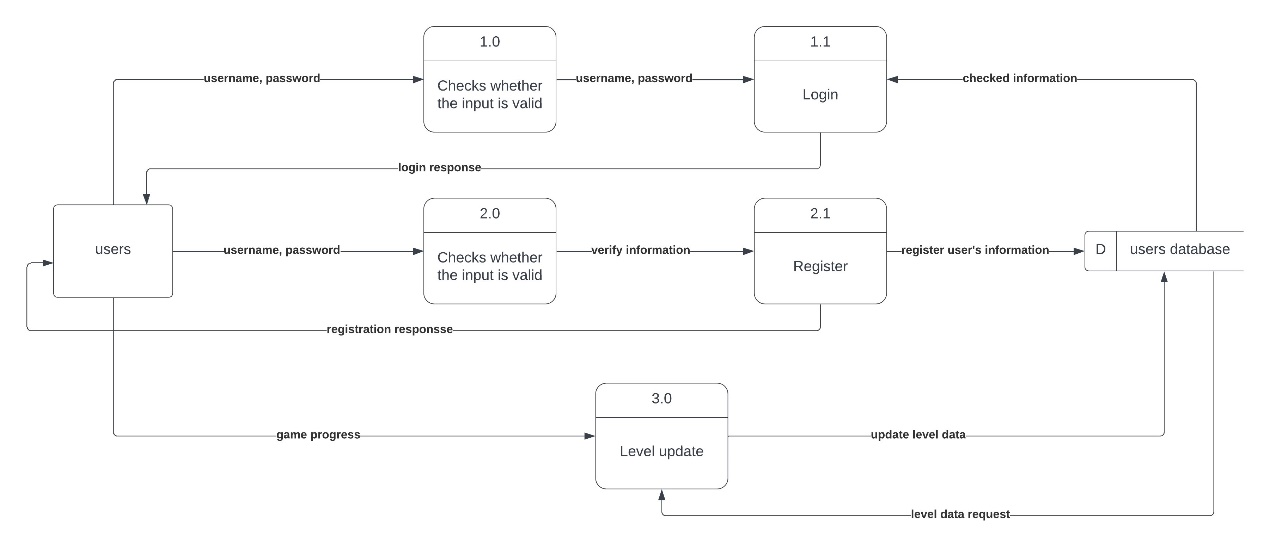 1.0
Checks whether
the input is valid
1.1
Login
username, password
username, password
checked information
login response
users
2.0
Checks whether
the input is valid
2.1
Register
username, password
verify information
register user's information
D
users database
registration responsse
3.0
Level update
game progress
update level data
level data request